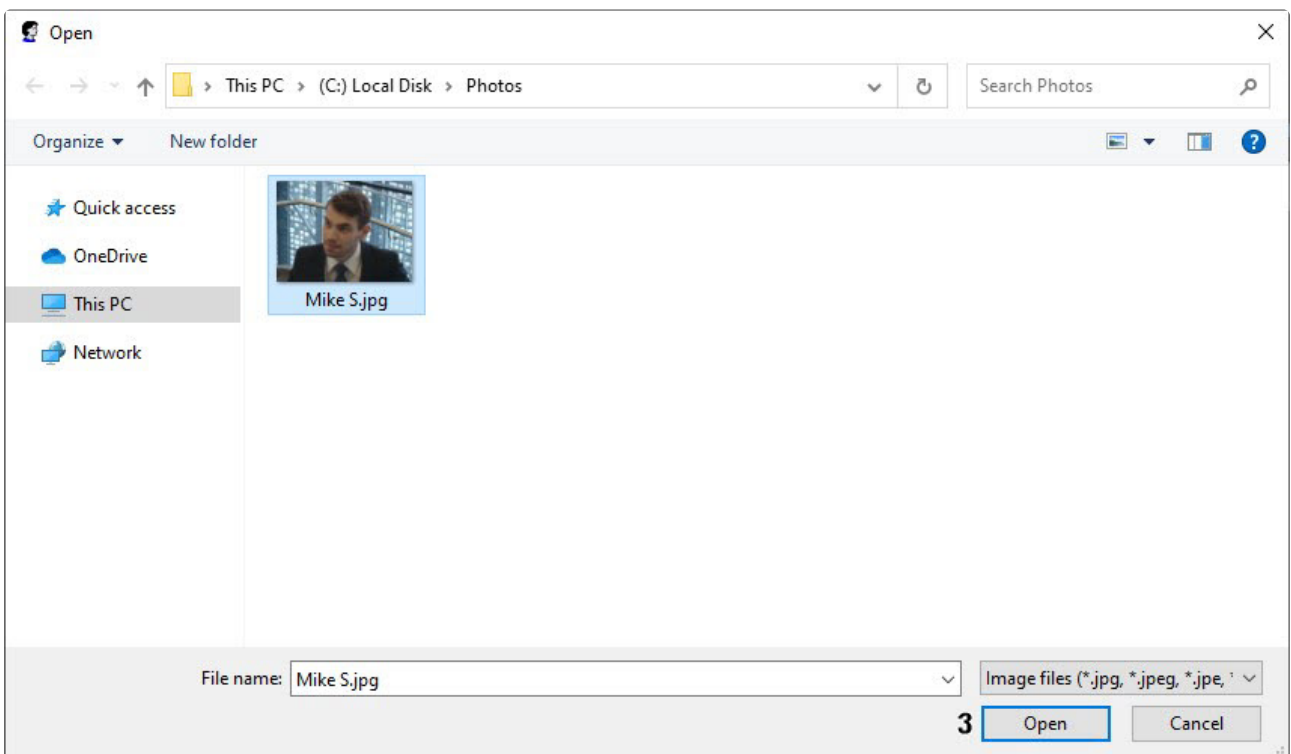 Open
This PC > (C:) Local Disk > Photos
Search Photos
Organize
New folder
?
Quick access
OneDrive
This PC
Network
Mike S.jpg
File name: Mike S.jpg
Image files (*.jpg, *.jpeg, *.jpe, *
3 Open
Cancel